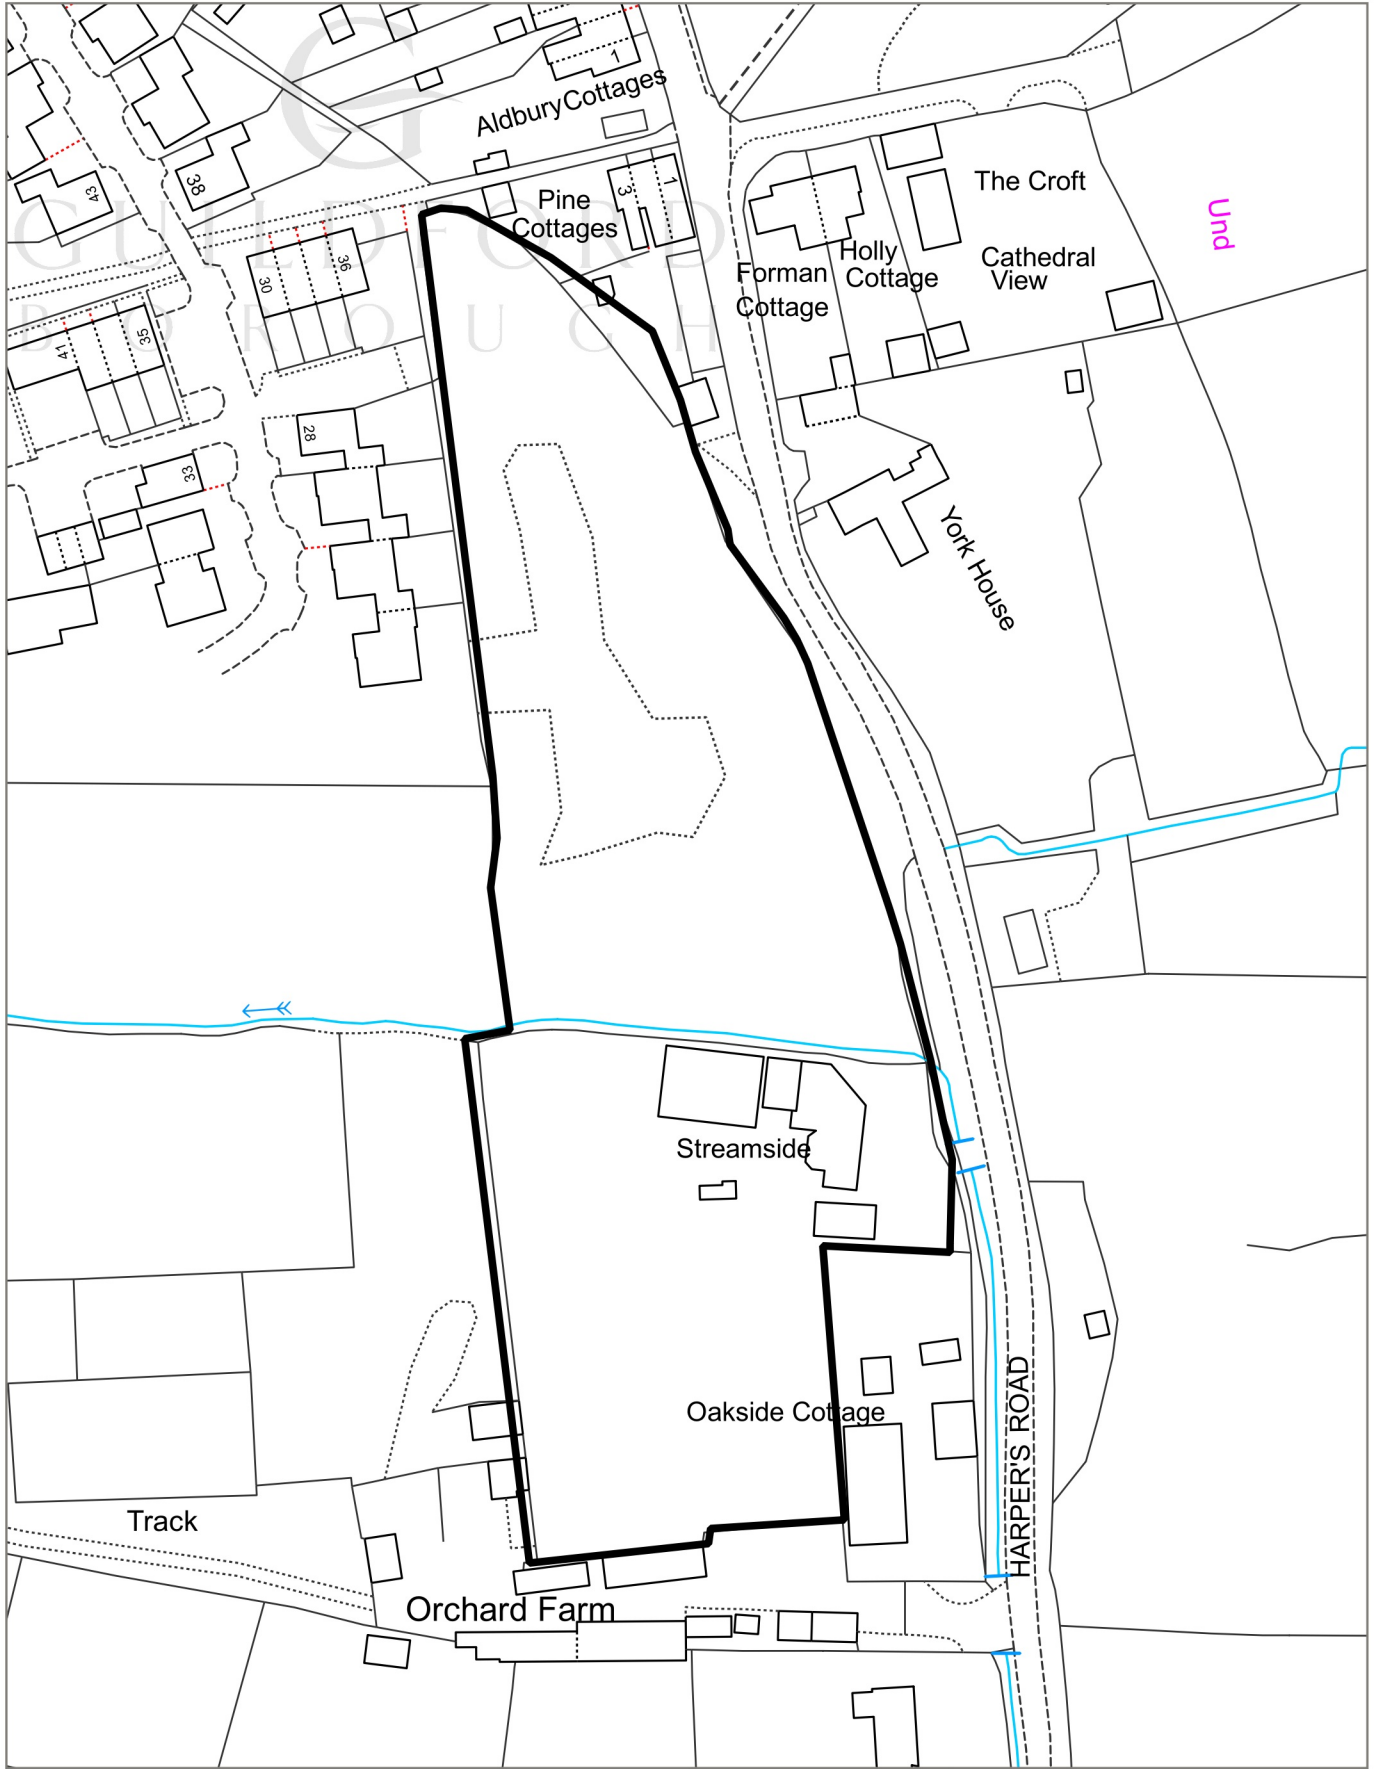 G
GUILDFORD
BOROUGH
1
Aldbury Cottages
43
38
Pine
Cottages
3
1
The Croft
Und
Holly
Cottage
Forman
Cottage
Cathedral
View
30
36
41
35
28
33
York House
Streamside
Oakside Cottage
HARPER'S ROAD
Track
Orchard Farm